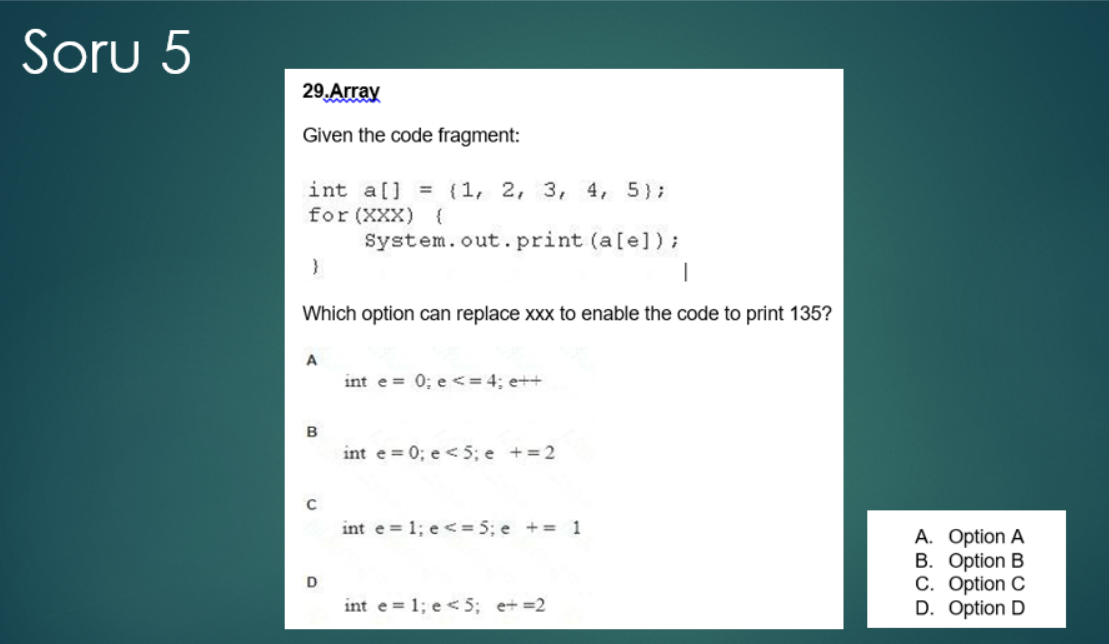 Soru 5
29.Array
Given the code fragment:
int a[] = {1, 2, 3, 4, 5};
for(XXX) {
System.out.print(a[e]);
}
Which option can replace xxx to enable the code to print 135?
A
int e = 0; e <= 4; e++
B
int e = 0; e < 5; e += 2
C
int e = 1; e <= 5; e += 1
D
int e = 1; e < 5; e+ =2
A. Option A
B. Option B
C. Option C
D. Option D